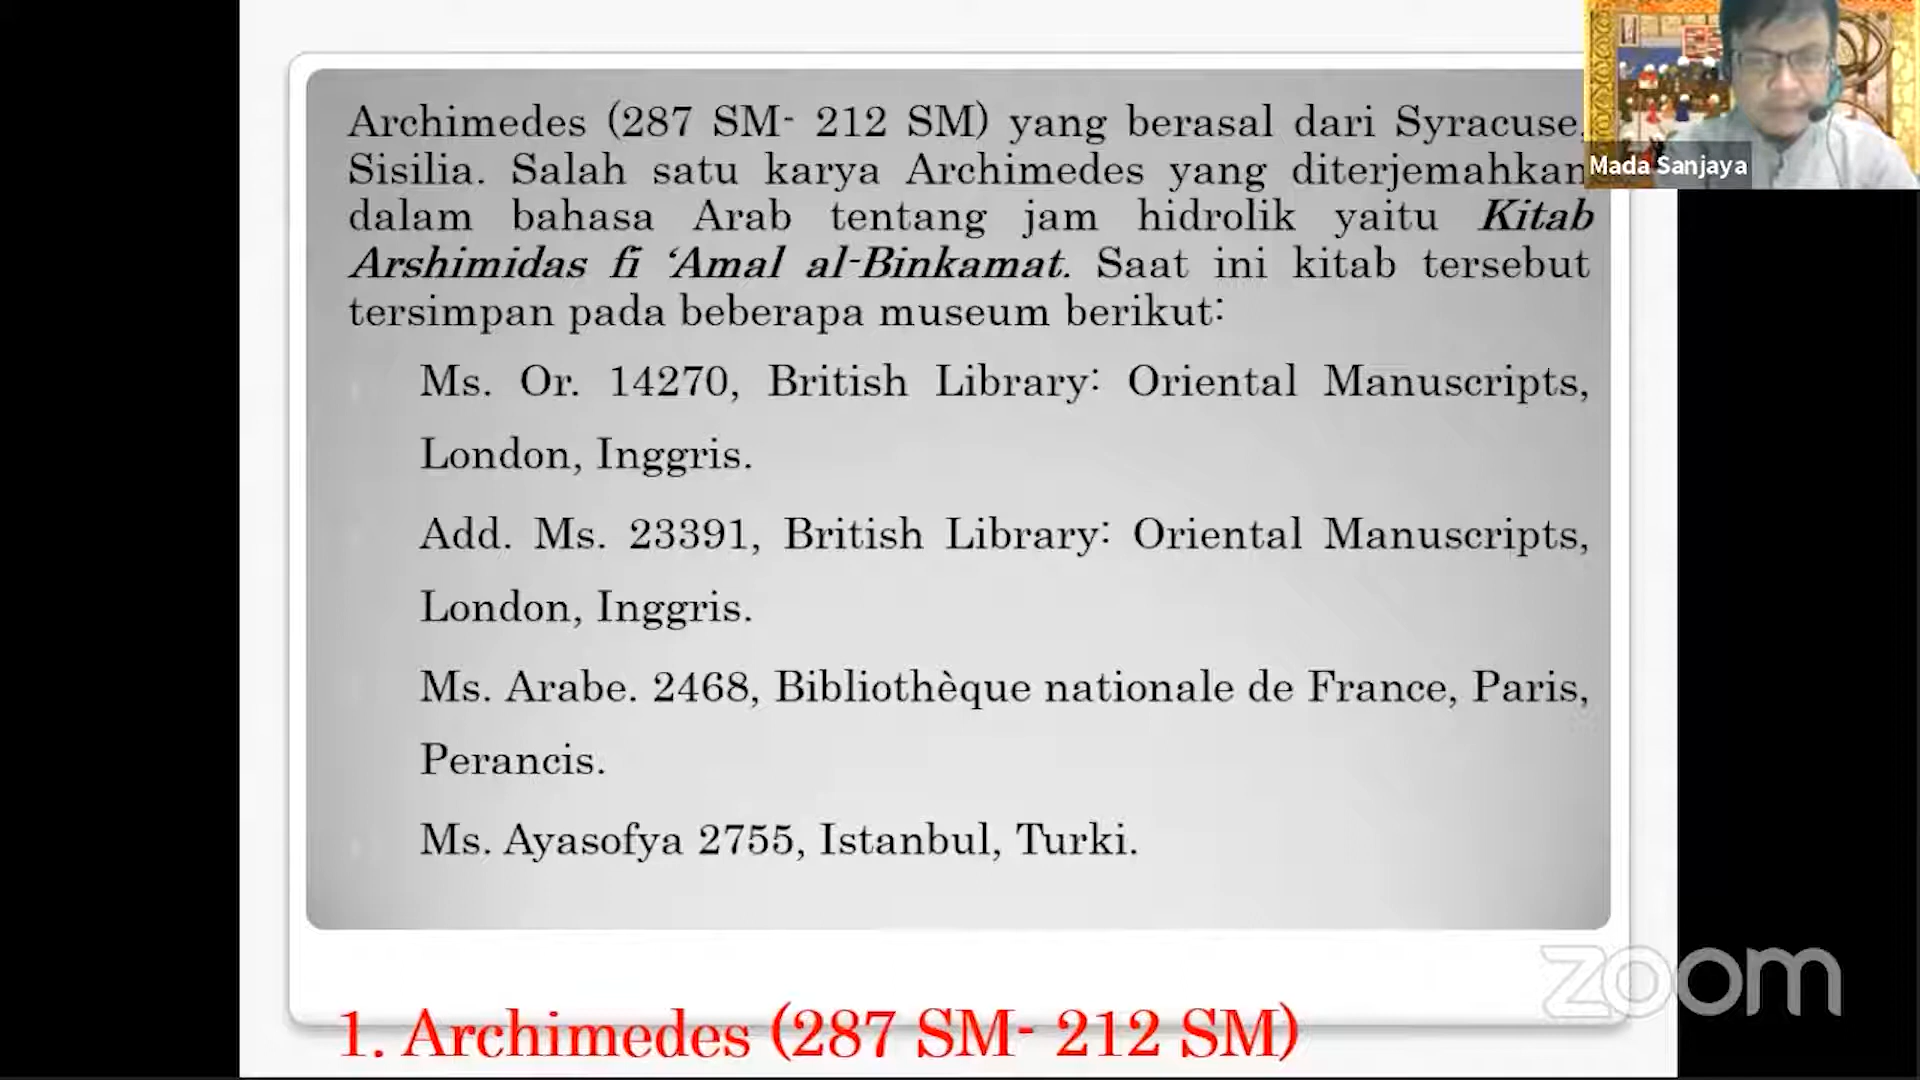 Archimedes (287 SM- 212 SM) yang berasal dari Syracuse,
Sisilia. Salah satu karya Archimedes yang diterjemahkan
dalam bahasa Arab tentang jam hidrolik yaitu Kitab
Arshimidas fi ‘Amal al-Binkamat. Saat ini kitab tersebut
tersimpan pada beberapa museum berikut:
Ms. Or. 14270, British Library: Oriental Manuscripts,
London, Inggris.
Add. Ms. 23391, British Library: Oriental Manuscripts,
London, Inggris.
Ms. Arabe. 2468, Bibliothèque nationale de France, Paris,
Perancis.
Ms. Ayasofya 2755, Istanbul, Turki.
1. Archimedes (287 SM- 212 SM)
Mada Sanjaya
zoom